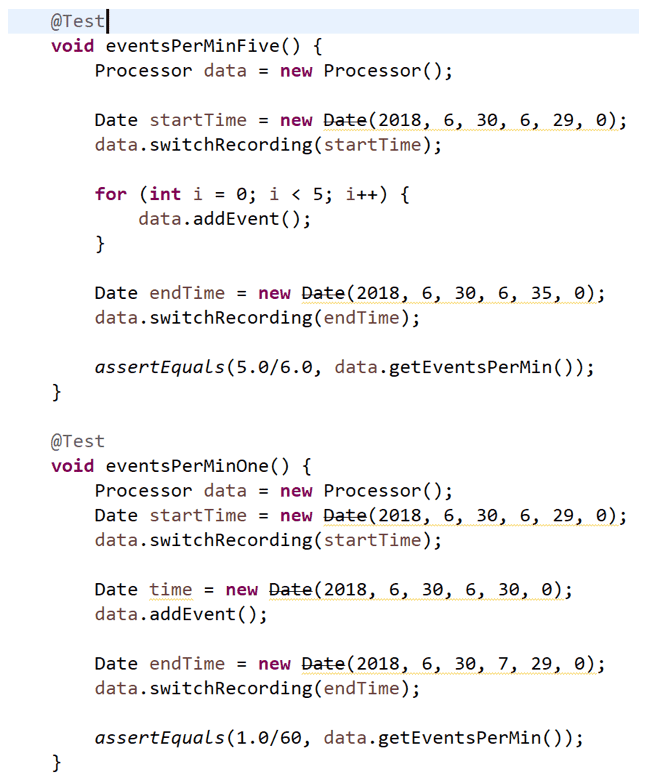 @Test
void eventsPerMinFive() {
Processor data = new Processor();
Date startTime = new Date(2018, 6, 30, 6, 29, 0);
data.switchRecording(startTime);
for (int i = 0; i < 5; i++) {
data.addEvent();
}
Date endTime = new Date(2018, 6, 30, 6, 35, 0);
data.switchRecording(endTime);
assertEquals(5.0/6.0, data.getEventsPerMin());
}
@Test
void eventsPerMinOne() {
Processor data = new Processor();
Date startTime = new Date(2018, 6, 30, 6, 29, 0);
data.switchRecording(startTime);
Date time = new Date(2018, 6, 30, 6, 30, 0);
data.addEvent();
Date endTime = new Date(2018, 6, 30, 7, 29, 0);
data.switchRecording(endTime);
assertEquals(1.0/60, data.getEventsPerMin());
}